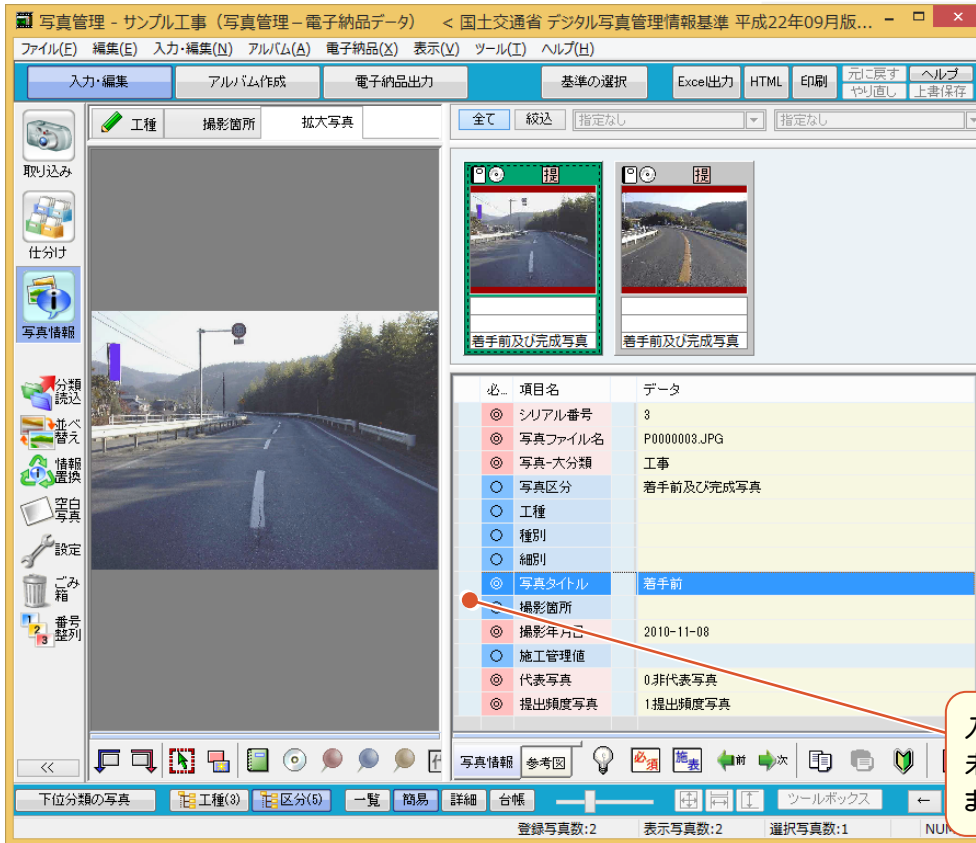 写真管理 - サンプル工事（写真管理－電子納品データ） < 国土交通省 デジタル写真管理情報基準 平成22年09月版...
ファイル(F) 編集(E) 入力・編集(N) アルバム(A) 電子納品(X) 表示(V) ツール(T) ヘルプ(H)
入力・編集 アルバム作成 電子納品出力 基準の選択 Excel出力 HTML 印刷 元に戻す ヘルプ
やり直し 上書保存
工種 撮影箇所 拡大写真
全て 絞込 指定なし 指定なし
取り込み
仕分け
写真情報
分類読込
並べ替え
情報置換
空白写真
設定
ごみ箱
番号整列
<<
提 提
着手前及び完成写真 着手前及び完成写真
必... 項目名 データ
◎ シリアル番号 3
◎ 写真ファイル名 P0000003.JPG
◎ 写真-大分類 工事
○ 写真区分 着手前及び完成写真
○ 工種
○ 種別
○ 細別
◎ 写真タイトル 着手前
○ 撮影箇所
◎ 撮影年月日 2010-11-08
○ 施工管理値
◎ 代表写真 0.非代表写真
◎ 提出頻度写真 1.提出頻度写真
写真情報 参考図 必須 施表 前 次
下位分類の写真 工種(3) 区分(5) 一覧 簡易 詳細 台帳 ツールボックス ←
登録写真数:2 表示写真数:2 選択写真数:1 NUM